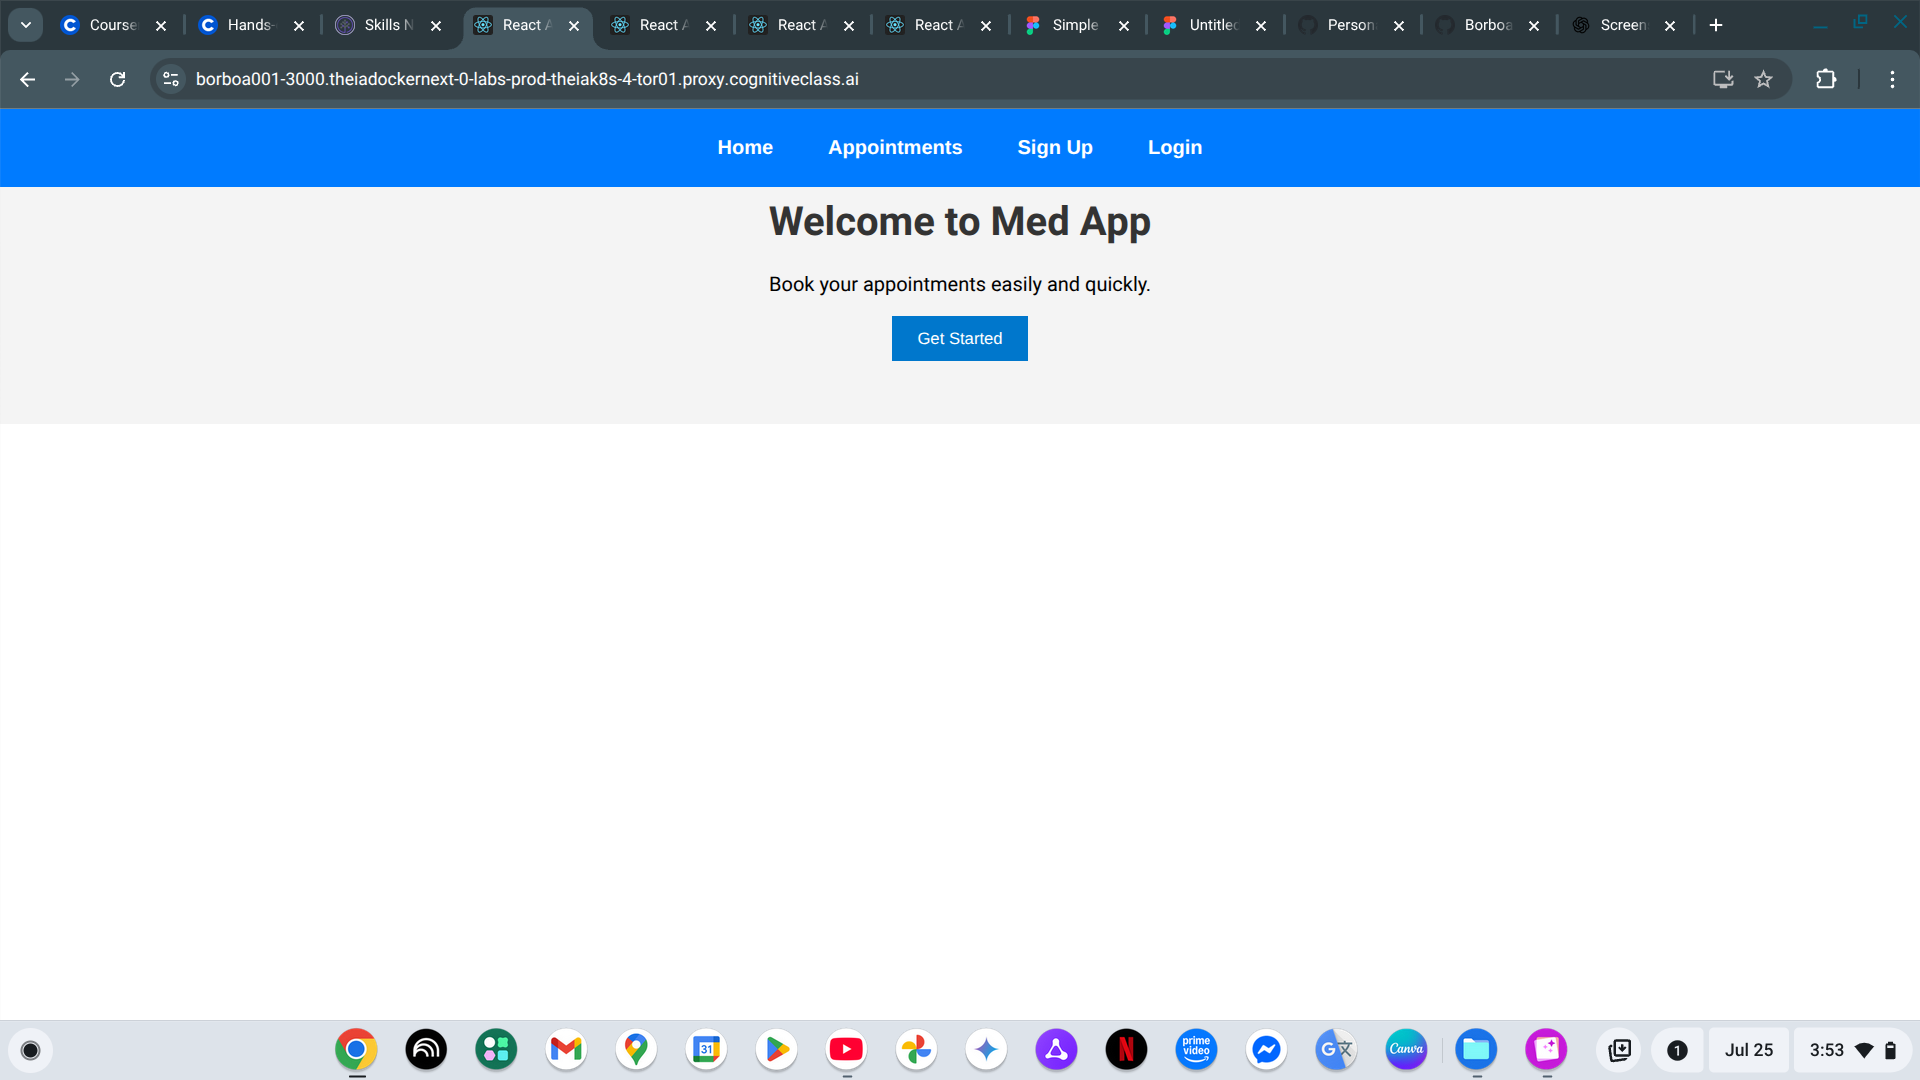 Course
Hands-
Skills N
React A
React A
React A
React A
Simple
Untitled
Person
Borboa
Screen
borboa001-3000.theiadockernext-0-labs-prod-theiak8s-4-tor01.proxy.cognitiveclass.ai
Home Appointments Sign Up Login
Welcome to Med App
Book your appointments easily and quickly.
Get Started
31
N
prime video
G
Canva
1
Jul 25
3:53